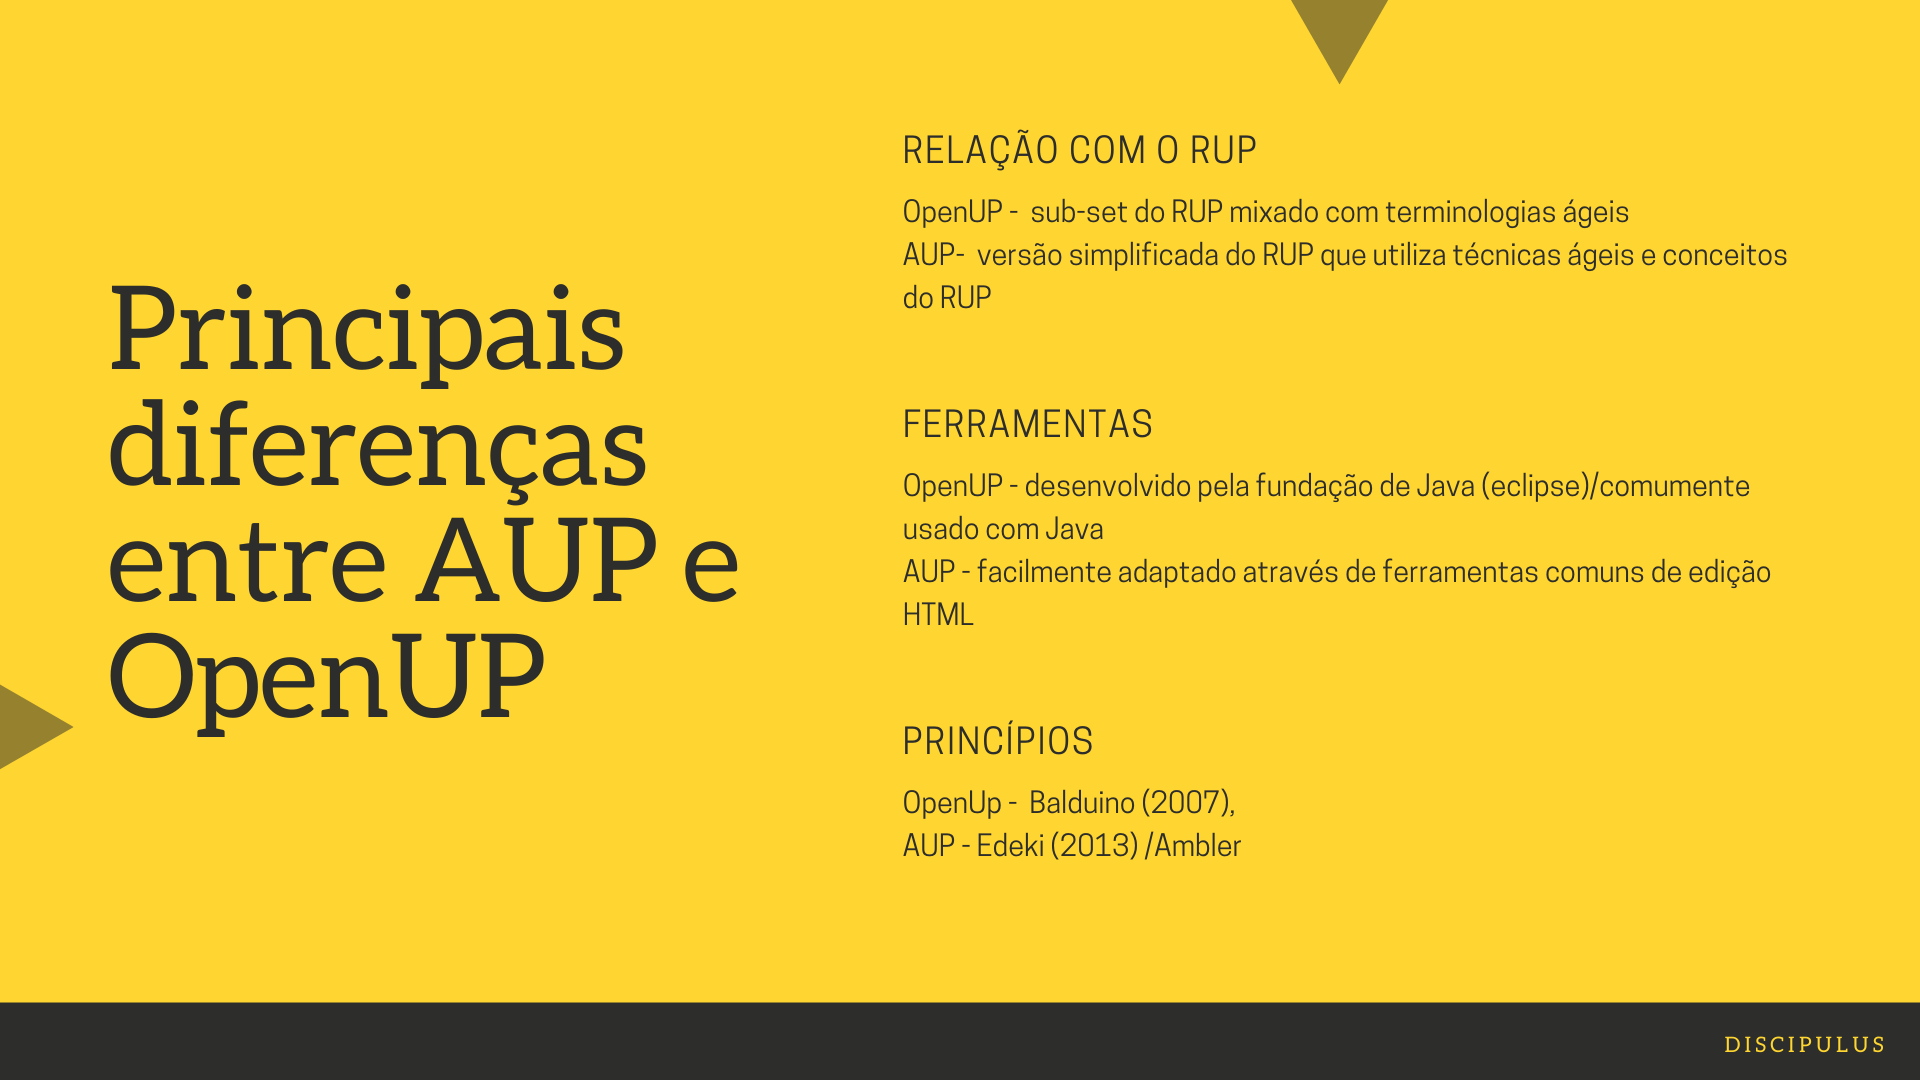 Principais
diferenças
entre AUP e
OpenUP
RELAÇÃO COM O RUP
OpenUP -  sub-set do RUP mixado com terminologias ágeis
AUP-  versão simplificada do RUP que utiliza técnicas ágeis e conceitos
do RUP
FERRAMENTAS
OpenUP - desenvolvido pela fundação de Java (eclipse)/comumente
usado com Java
AUP - facilmente adaptado através de ferramentas comuns de edição
HTML
PRINCÍPIOS
OpenUp -  Balduino (2007),
AUP - Edeki (2013) /Ambler
DISCIPULUS